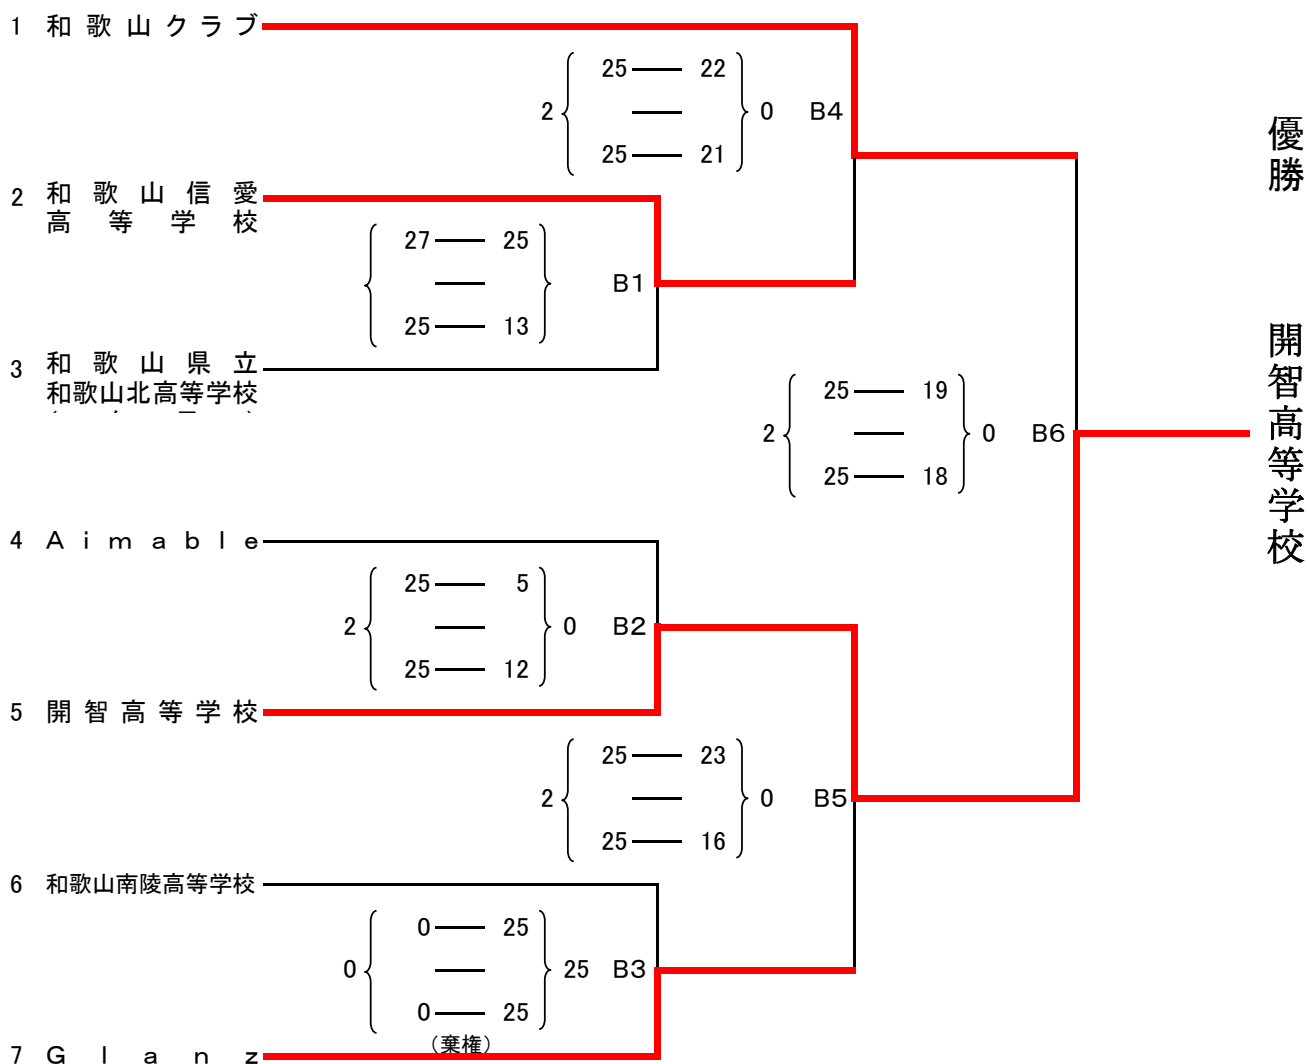 1 和歌山クラブ
25 22
2 0 B4
25 21
優勝
2 和歌山信愛
高等学校
27 25
B1
25 13
3 和歌山県立
和歌山北高等学校
開智高等学校
25 19
2 0 B6
25 18
4 Aimable
25 5
2 0 B2
25 12
5 開智高等学校
25 23
2 0 B5
25 16
6 和歌山南陵高等学校
0 25
0 25 B3
0 25
(棄権)
7 Glanz